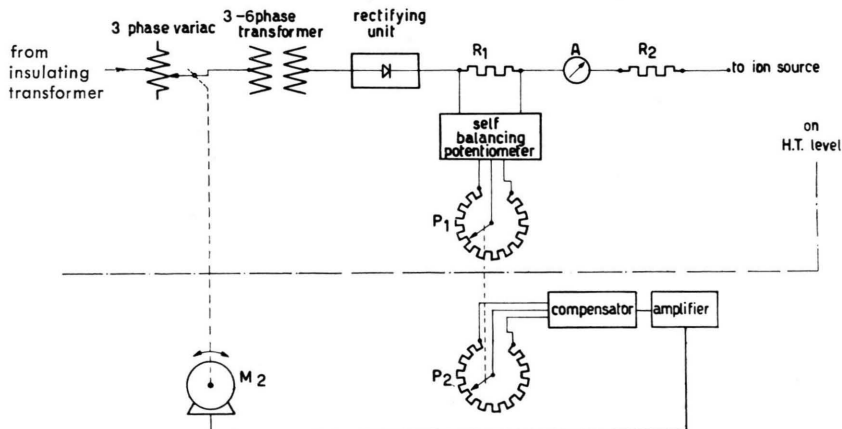 3 phase variac
3-6phase
transformer
rectifying
unit
R1
A
R2
from
insulating
transformer
to ion source
self
balancing
potentiometer
on
H.T. level
P1
compensator
amplifier
P2
M2